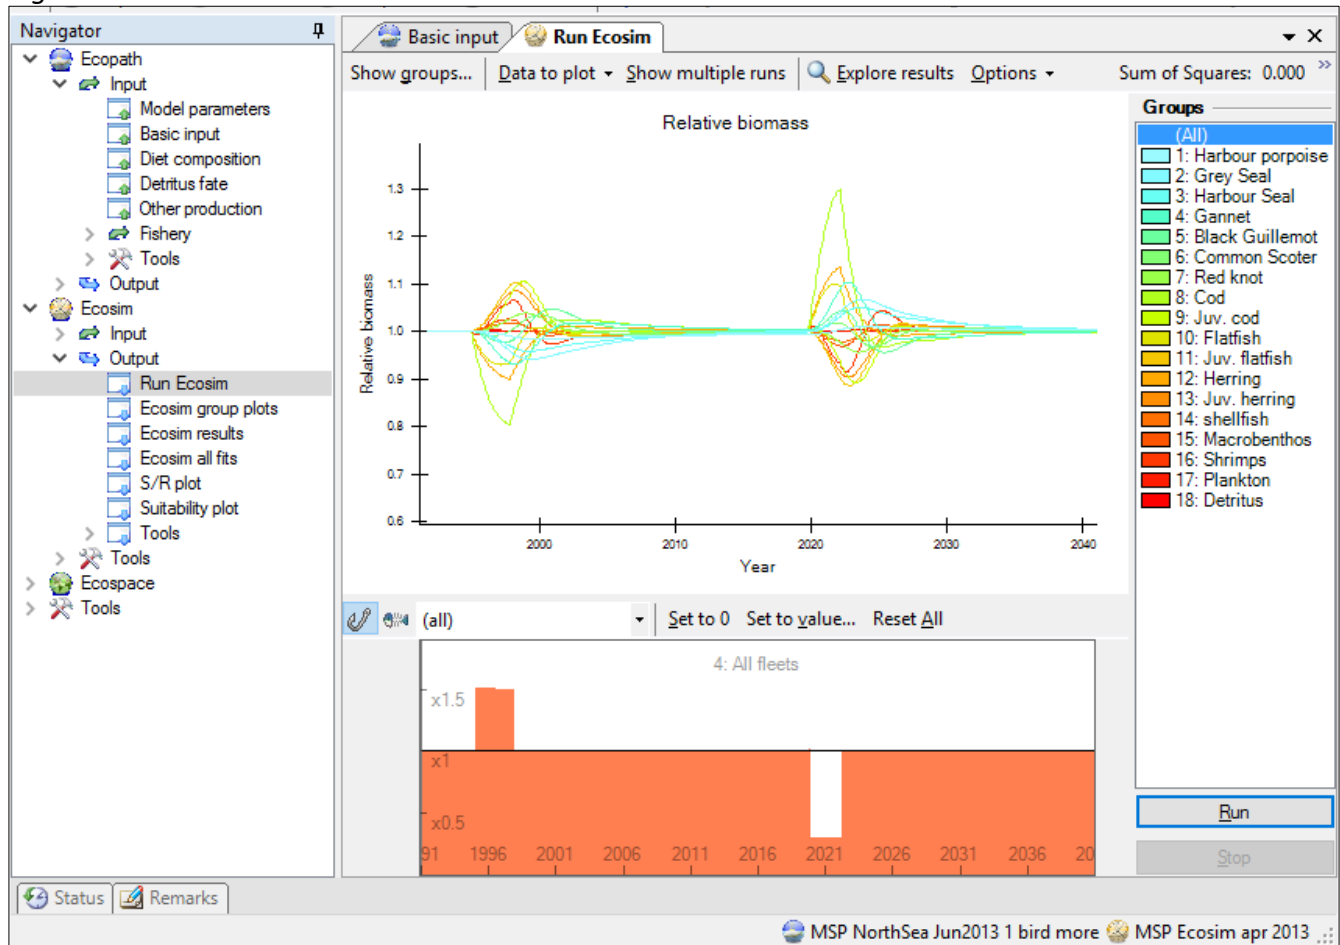 Navigator
Ecopath
Input
Model parameters
Basic input
Diet composition
Detritus fate
Other production
Fishery
Tools
Output
Ecosim
Input
Output
Run Ecosim
Ecosim group plots
Ecosim results
Ecosim all fits
S/R plot
Suitability plot
Tools
Tools
Ecospace
Tools
Basic input Run Ecosim
Show groups... Data to plot Show multiple runs Explore results Options Sum of Squares: 0.000 »
Relative biomass
Relative biomass
1.3
1.2
1.1
1.0
0.9
0.8
0.7
0.6
2000 2010 2020 2030 2040
Year
Groups
(All)
1: Harbour porpoise
2: Grey Seal
3: Harbour Seal
4: Gannet
5: Black Guillemot
6: Common Scoter
7: Red knot
8: Cod
9: Juv. cod
10: Flatfish
11: Juv. flatfish
12: Herring
13: Juv. herring
14: shellfish
15: Macrobenthos
16: Shrimps
17: Plankton
18: Detritus
(all) Set to 0 Set to value... Reset All
4: All fleets
x1.5
x1
x0.5
91 1996 2001 2006 2011 2016 2021 2026 2031 2036 20
Run
Stop
Status Remarks
MSP NorthSea Jun2013 1 bird more MSP Ecosim apr 2013